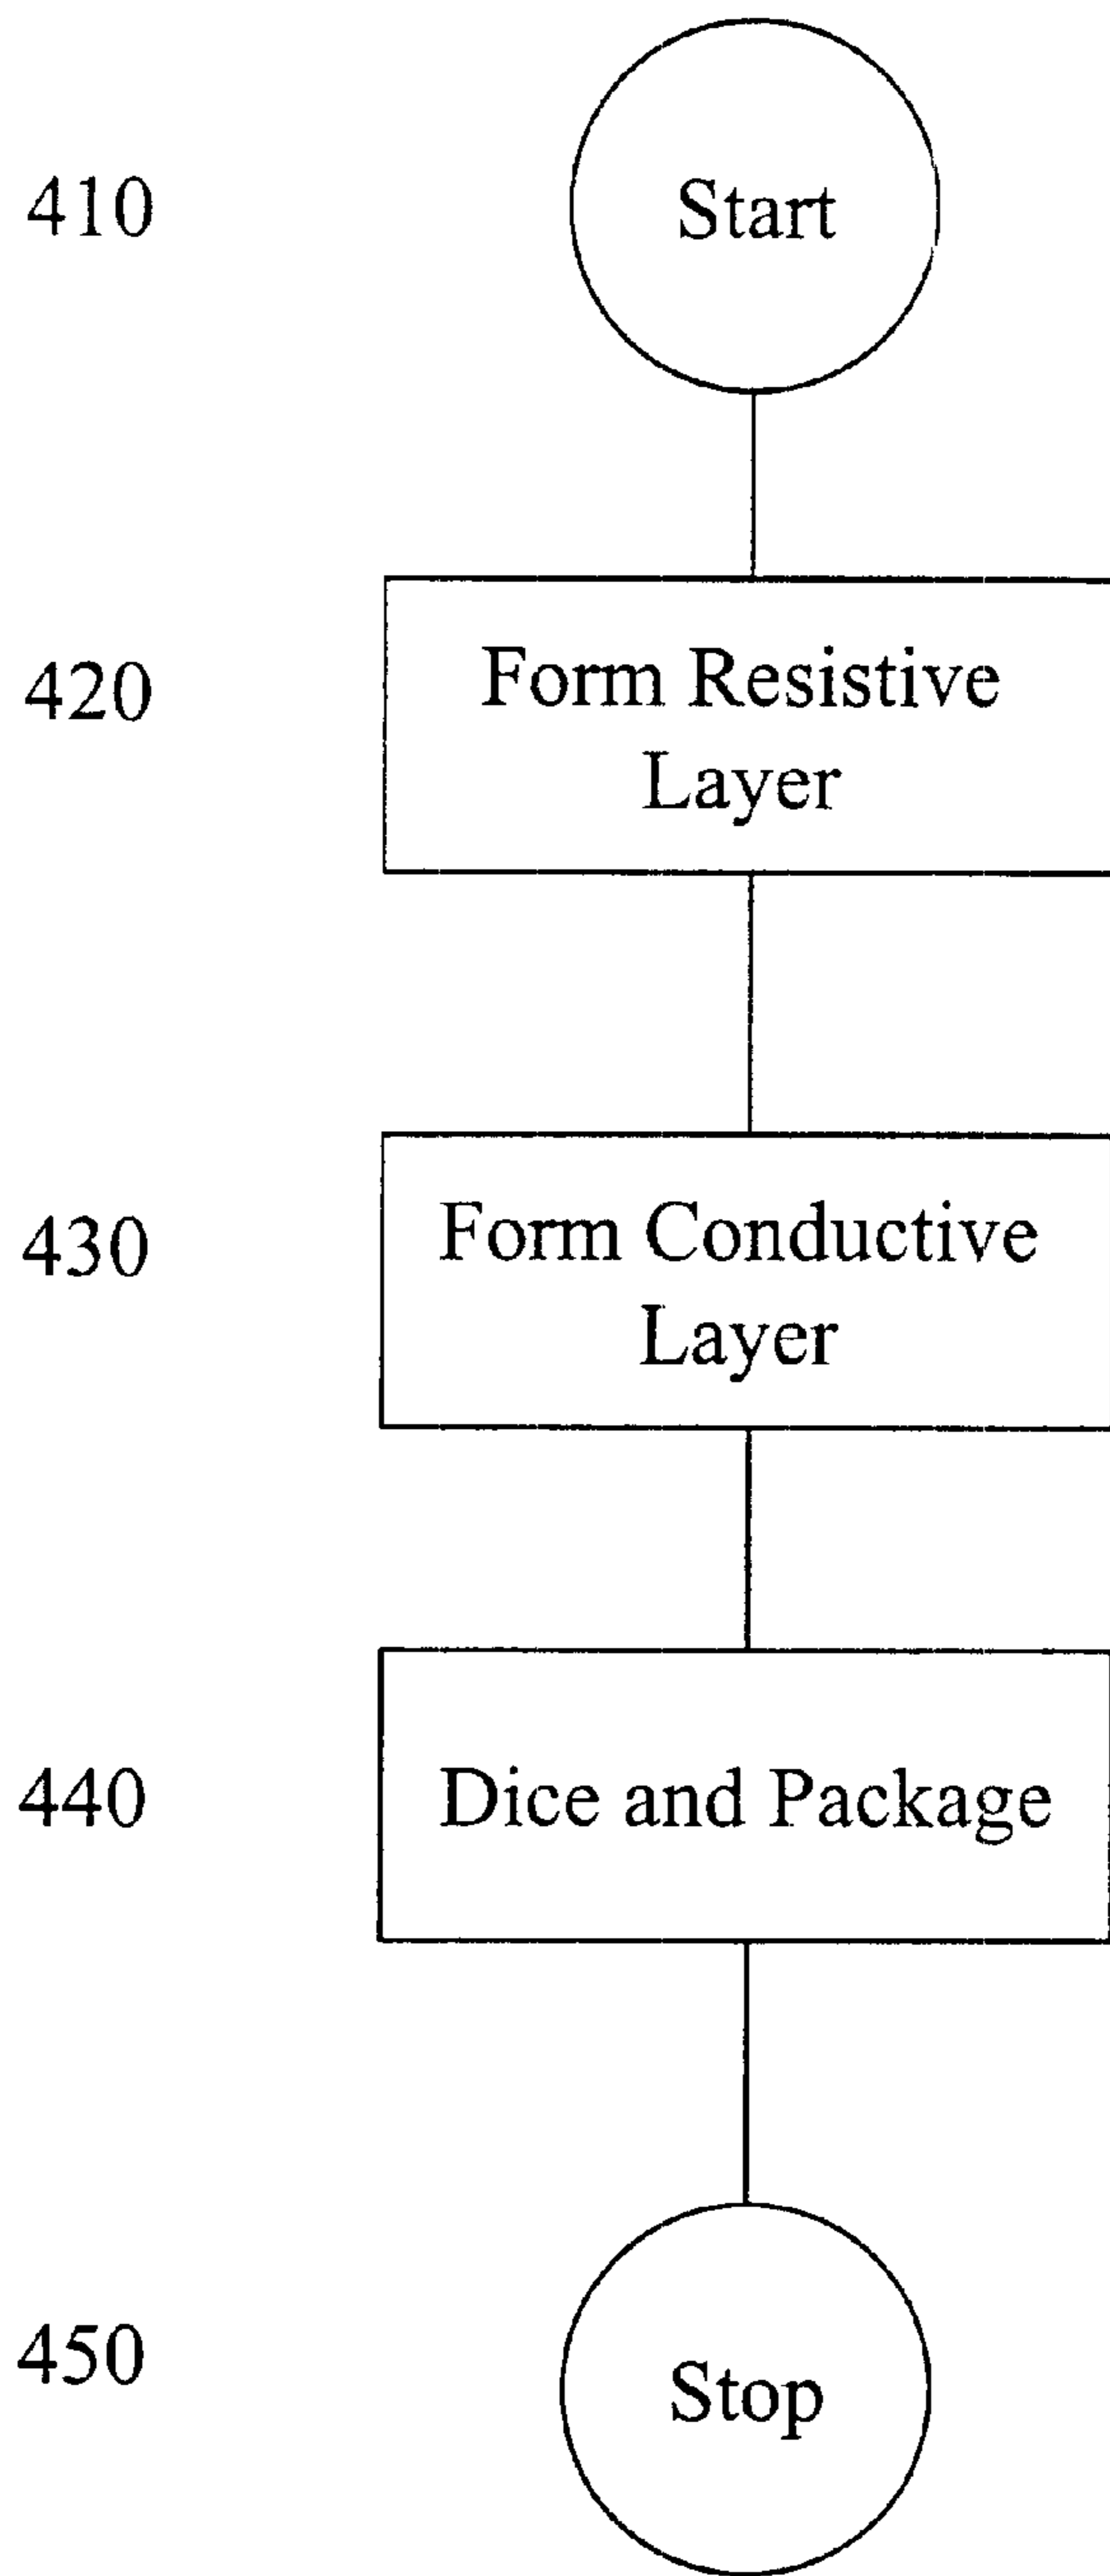 410
Start
420
Form Resistive
Layer
430
Form Conductive
Layer
440
Dice and Package
450
Stop